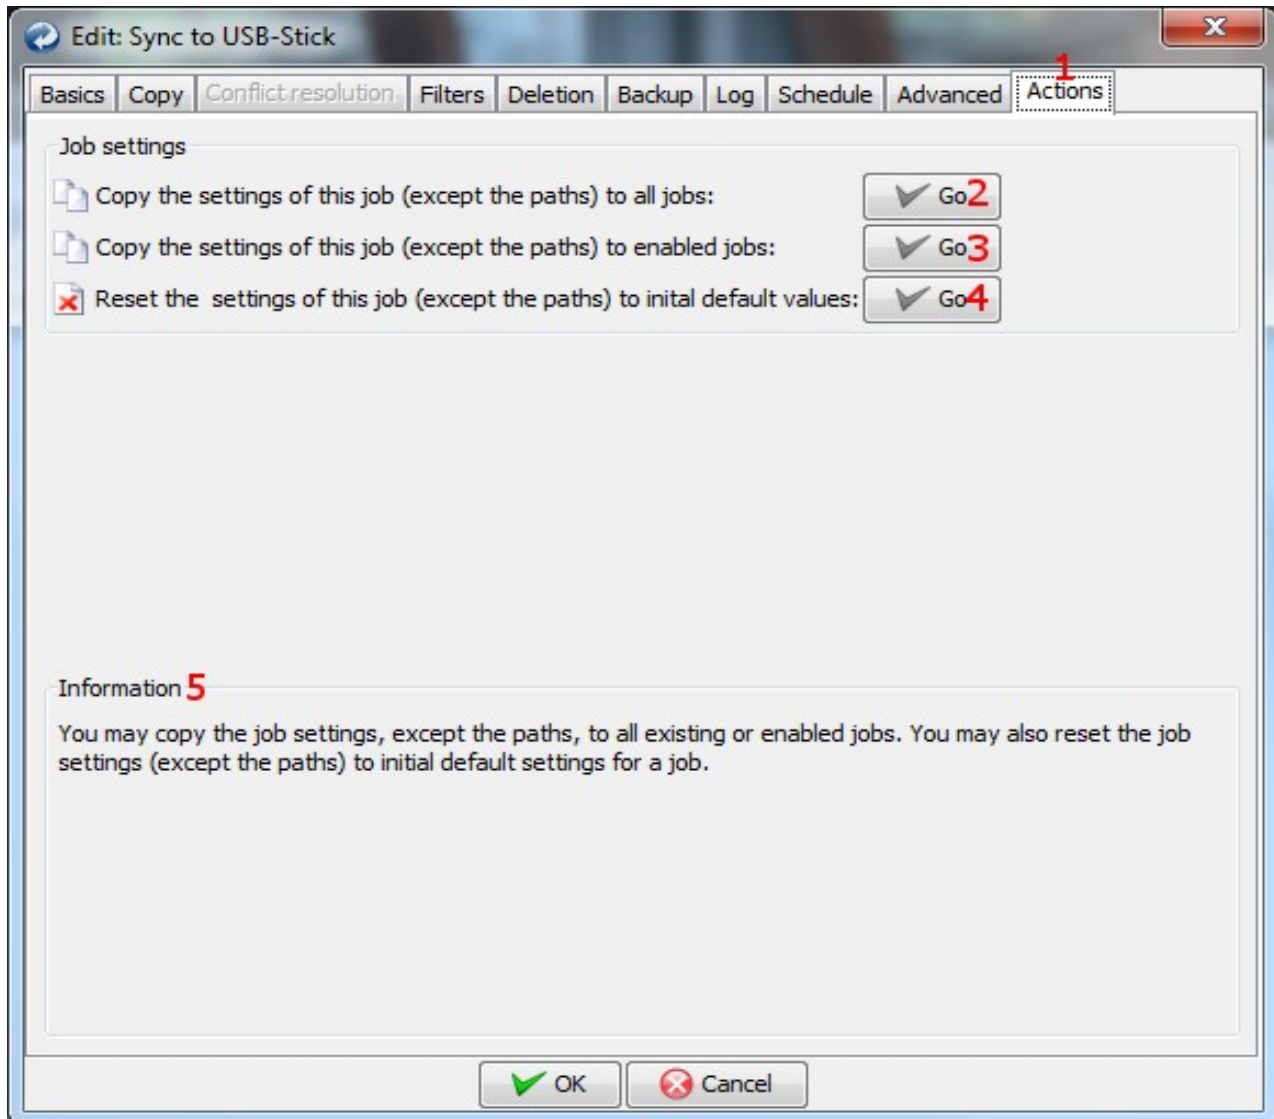 Edit: Sync to USB-Stick
1
Basics Copy Conflict resolution Filters Deletion Backup Log Schedule Advanced Actions
Job settings
Copy the settings of this job (except the paths) to all jobs: Go 2
Copy the settings of this job (except the paths) to enabled jobs: Go 3
Reset the  settings of this job (except the paths) to inital default values: Go 4
Information 5
You may copy the job settings, except the paths, to all existing or enabled jobs. You may also reset the job
settings (except the paths) to initial default settings for a job.
OK Cancel